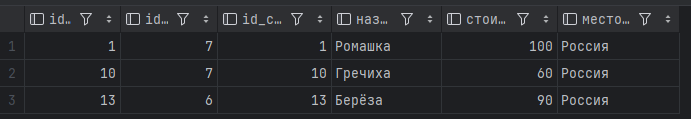 id… id… id_c… наз… стои… место…
1 1 7 1 Ромашка 100 Россия
2 10 7 10 Гречиха 60 Россия
3 13 6 13 Берёза 90 Россия